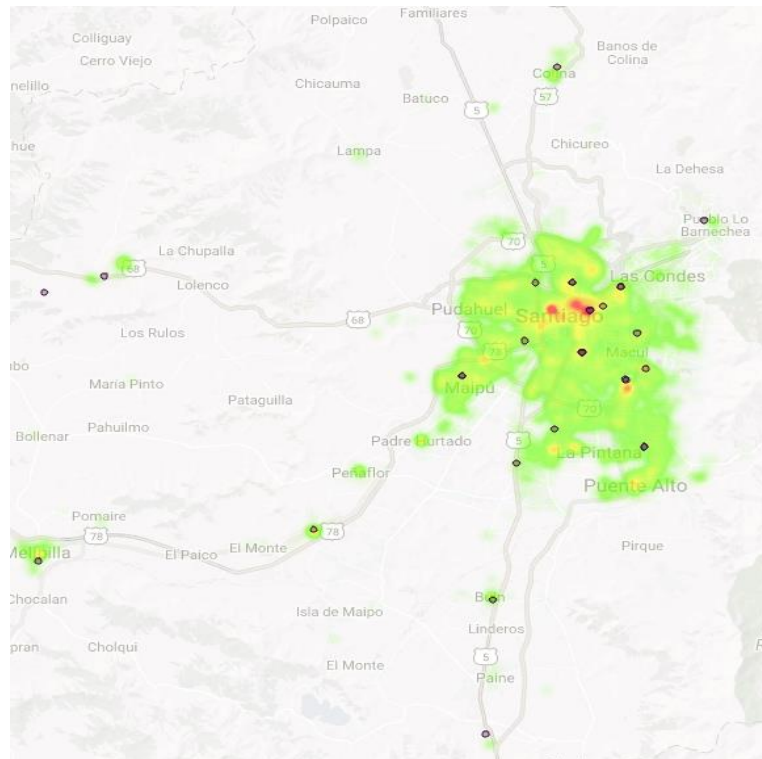 Familiares
Polpaico
Colliguay
Banos de
Colina
Cerro Viejo
Colina
Chicauma
nelillo
Batuco
57
5
Chicureo
hue
Lampa
La Dehesa
Pueblo Lo
Barnechea
70
La Chupalla
5
68
Las Condes
Lolenco
Pudahuel
Santiago
68
Los Rulos
70
78
Macul
Maria Pinto
Maipú
Pataguilla
70
Pahuilmo
Bollenar
Padre Hurtado
5
La Pintana
Peñaflor
Puente Alto
Pomaire
78
78
El Monte
Pirque
Melipilla
El Paico
Buin
Chocalan
Isla de Maipo
Linderos
pran
Cholqui
5
El Monte
Paine